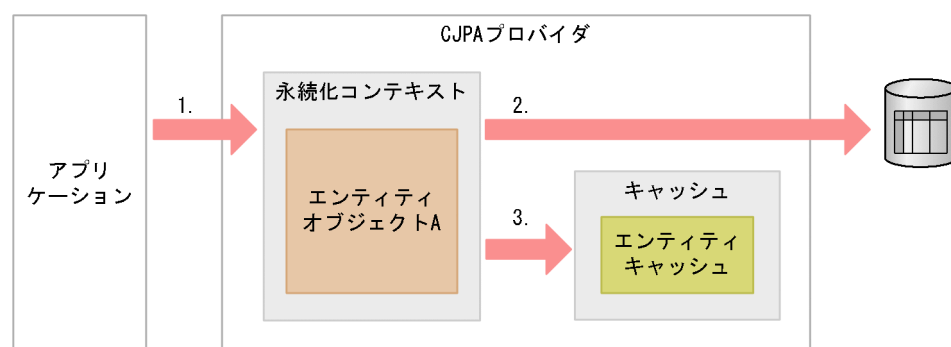 CJPAプロバイダ
永続化コンテキスト
1.
2.
アプリ
ケーション
エンティティ
オブジェクトA
3.
キャッシュ
エンティティ
キャッシュ